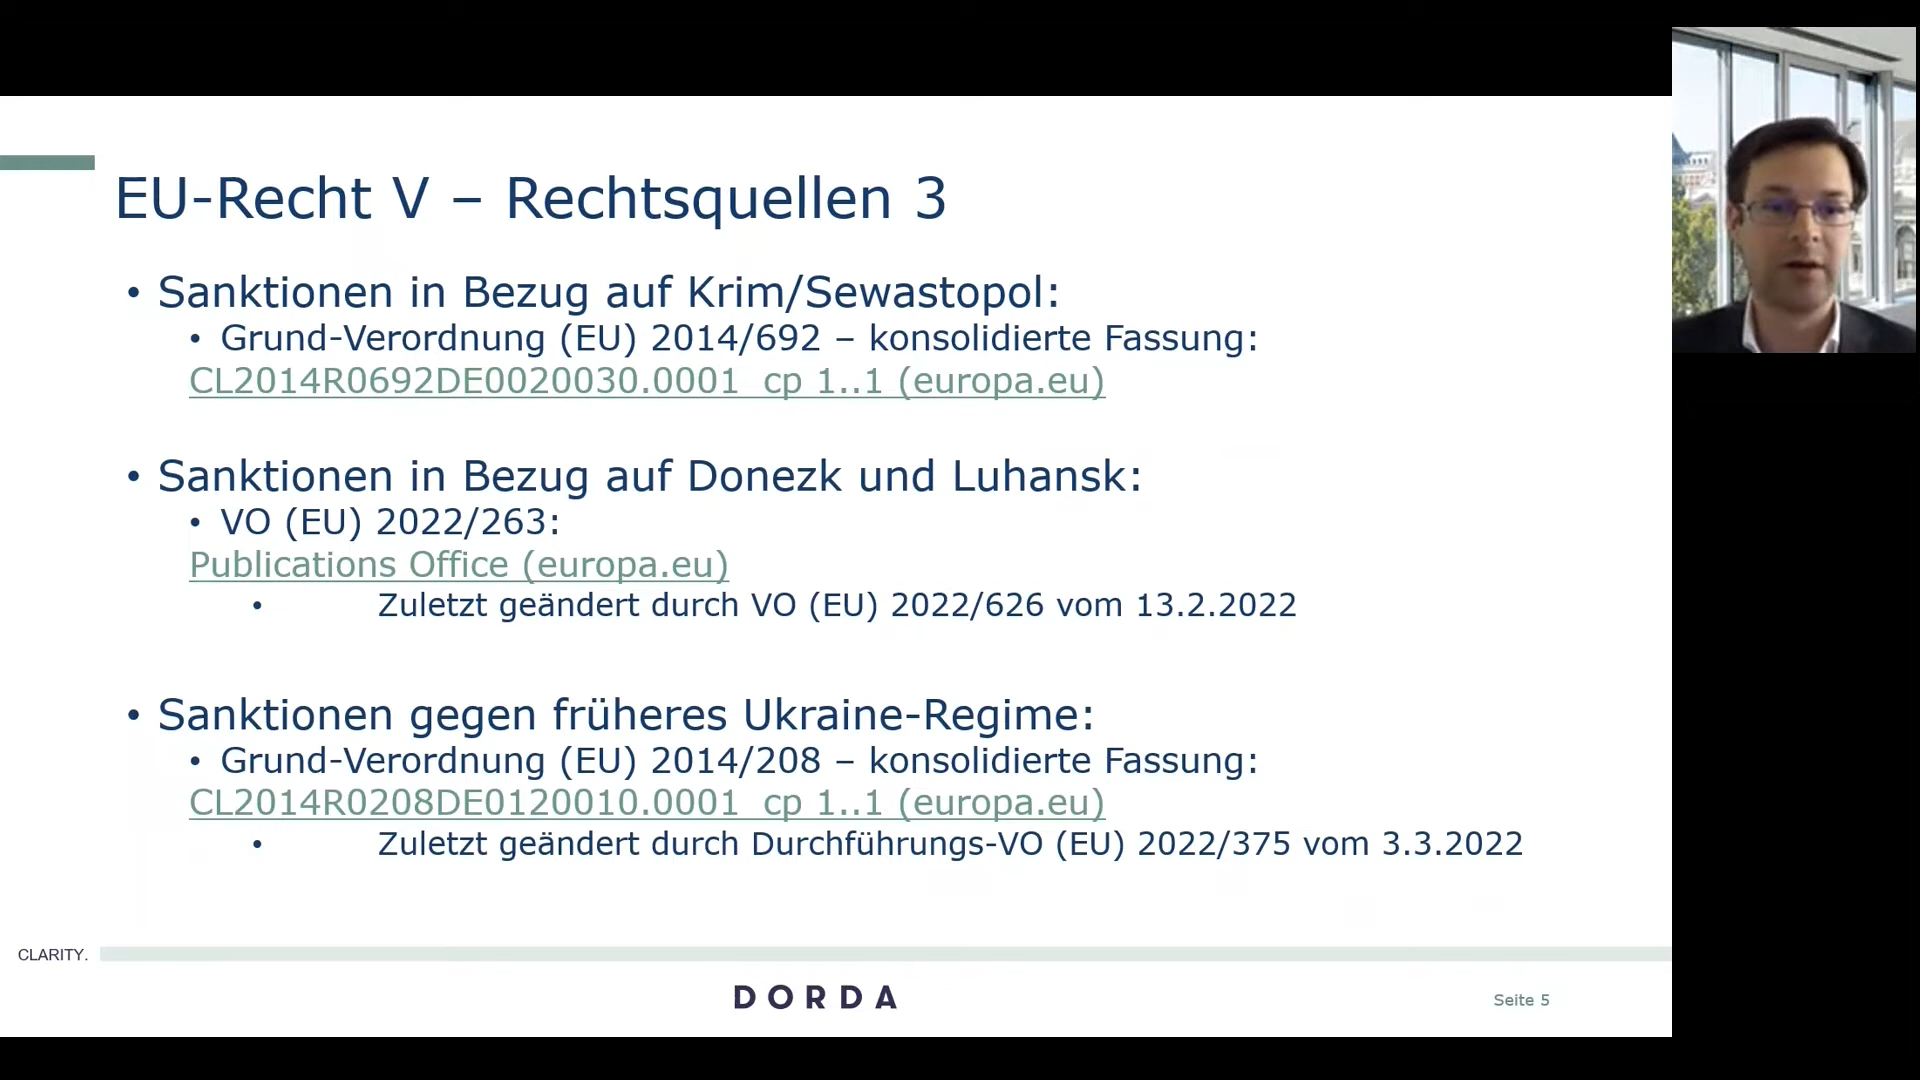 EU-Recht V – Rechtsquellen 3
• Sanktionen in Bezug auf Krim/Sewastopol:
• Grund-Verordnung (EU) 2014/692 – konsolidierte Fassung:
CL2014R0692DE0020030.0001_cp 1..1 (europa.eu)
• Sanktionen in Bezug auf Donezk und Luhansk:
• VO (EU) 2022/263:
Publications Office (europa.eu)
• Zuletzt geändert durch VO (EU) 2022/626 vom 13.2.2022
• Sanktionen gegen früheres Ukraine-Regime:
• Grund-Verordnung (EU) 2014/208 – konsolidierte Fassung:
CL2014R0208DE0120010.0001_cp 1..1 (europa.eu)
• Zuletzt geändert durch Durchführungs-VO (EU) 2022/375 vom 3.3.2022
CLARITY.
DORDA
Seite 5